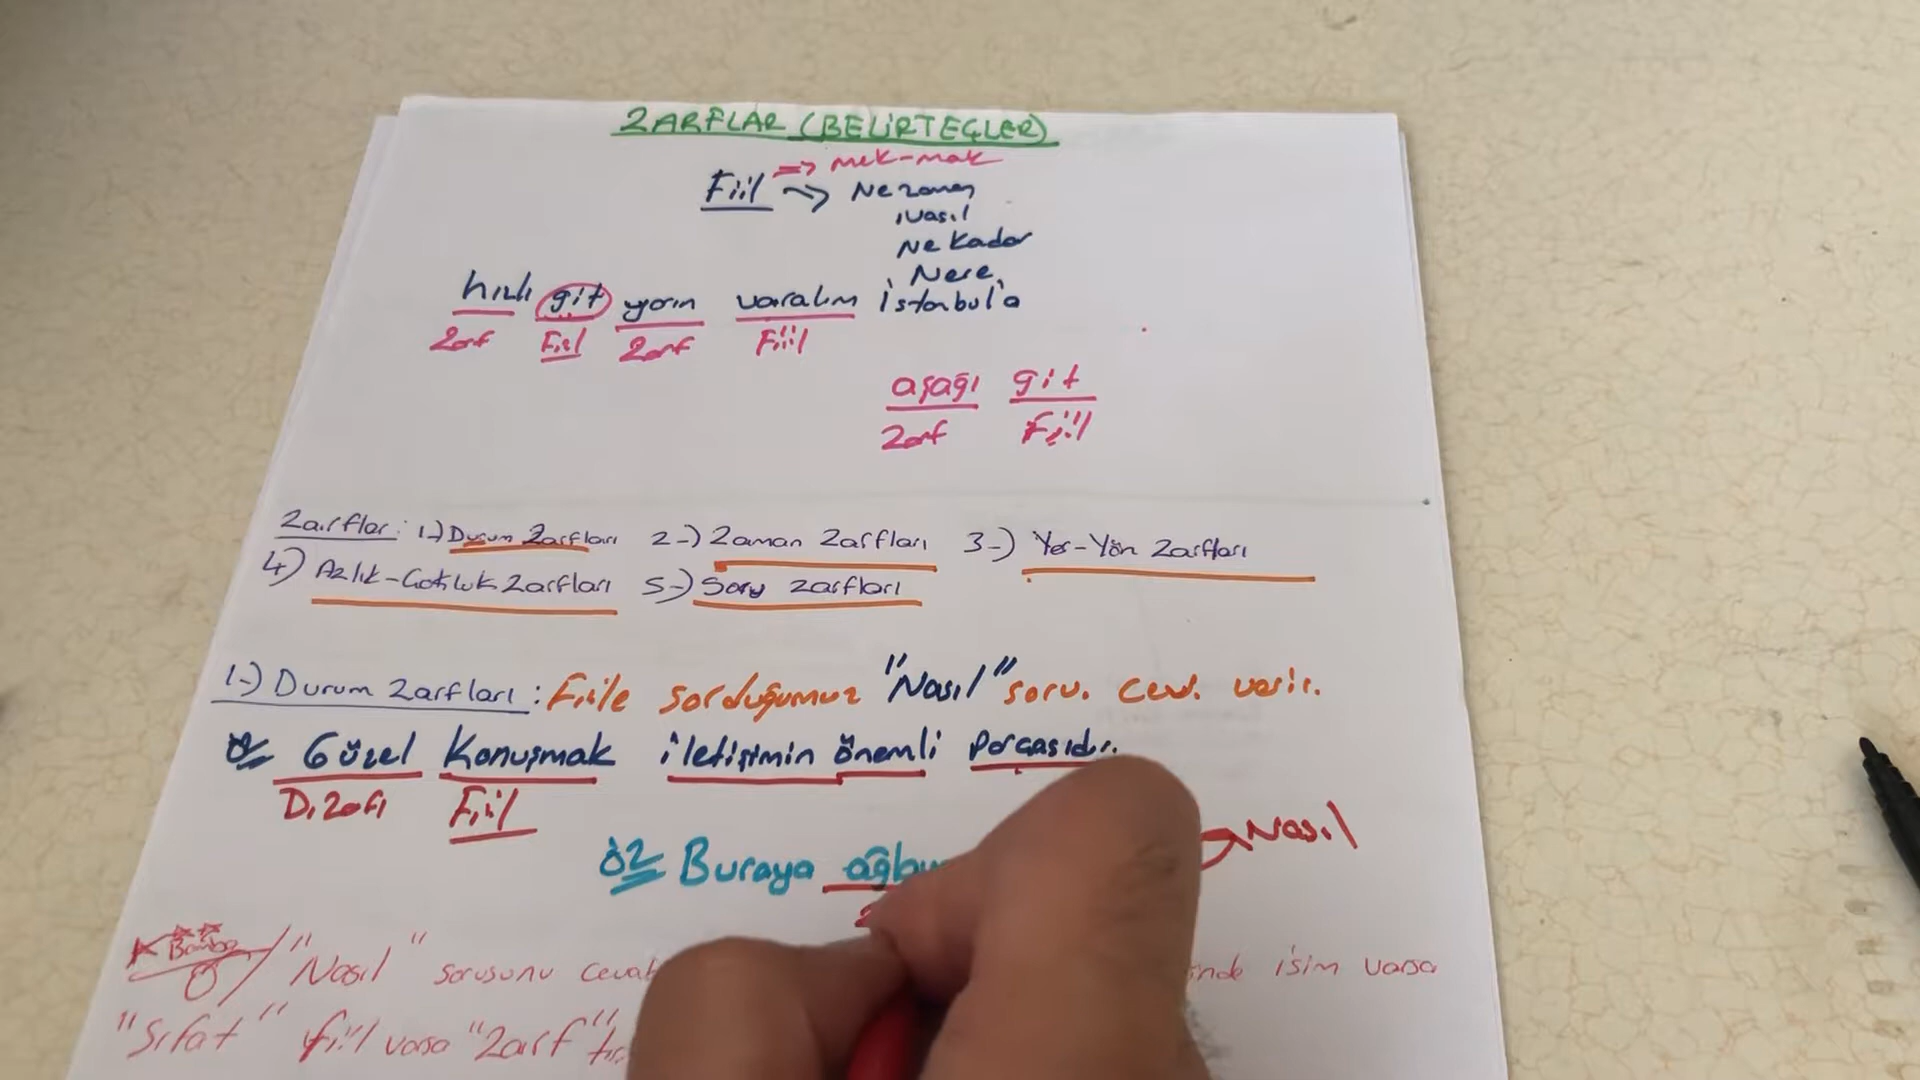 ZARFLAR (BELİRTEÇLER)
Fiil => mek-mak
Ne zaman
Nasıl
Ne Kadar
Nere
hızlı git yarın varalım İstanbul'a
Zarf Fiil Zarf Fiil
aşağı git
Zarf Fiil
Zarflar: 1-) Durum Zarfları 2-) Zaman Zarfları 3-) Yer-Yön Zarfları
4-) Azlık-Çokluk Zarfları 5-) Soru zarfları
1-) Durum Zarfları: Fiile sorduğumuz "Nasıl" soru. cev. verir.
Güzel Konuşmak iletişimin önemli parçasıdır.
D. Zarfı Fiil
Nasıl
Buraya
Bomba "Nasıl" sorusunu isim varsa
"Sıfat" fiil varsa "Zarf"